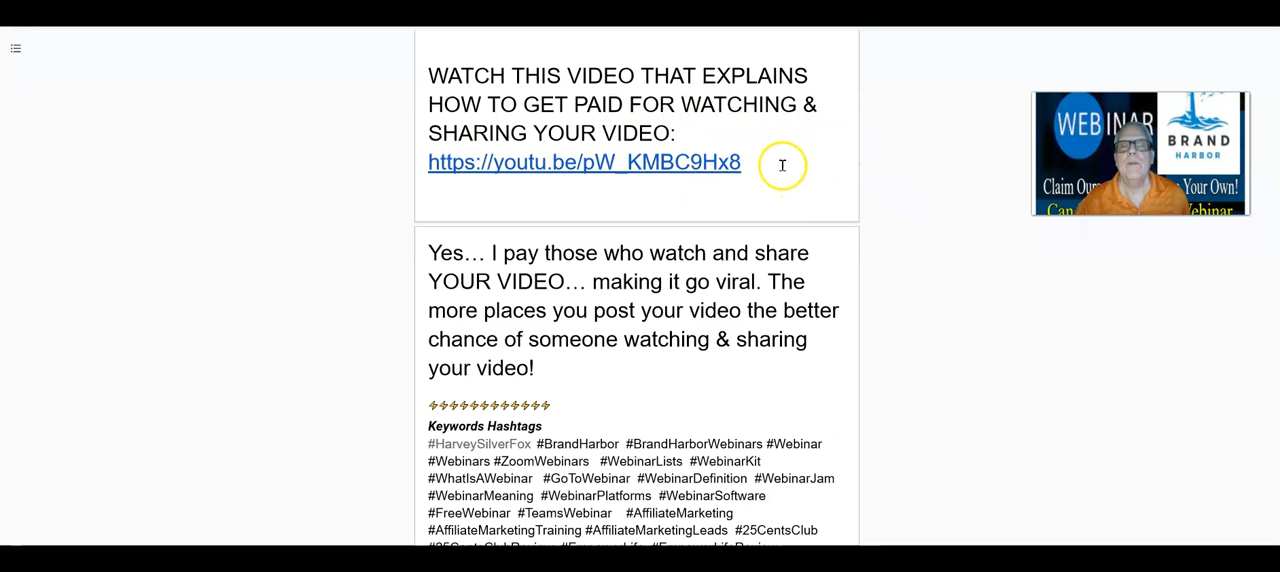 WATCH THIS VIDEO THAT EXPLAINS
HOW TO GET PAID FOR WATCHING &
SHARING YOUR VIDEO:
https://youtu.be/pW_KMBC9Hx8
WEBINAR
BRAND
HARBOR
Claim Our Your Own!
Can Webinar
Yes… I pay those who watch and share
YOUR VIDEO… making it go viral. The
more places you post your video the better
chance of someone watching & sharing
your video!
⚡⚡⚡⚡⚡⚡⚡⚡⚡⚡⚡⚡
Keywords Hashtags
#HarveySilverFox #BrandHarbor #BrandHarborWebinars #Webinar
#Webinars #ZoomWebinars #WebinarLists #WebinarKit
#WhatIsAWebinar #GoToWebinar #WebinarDefinition #WebinarJam
#WebinarMeaning #WebinarPlatforms #WebinarSoftware
#FreeWebinar #TeamsWebinar #AffiliateMarketing
#AffiliateMarketingTraining #AffiliateMarketingLeads #25CentsClub